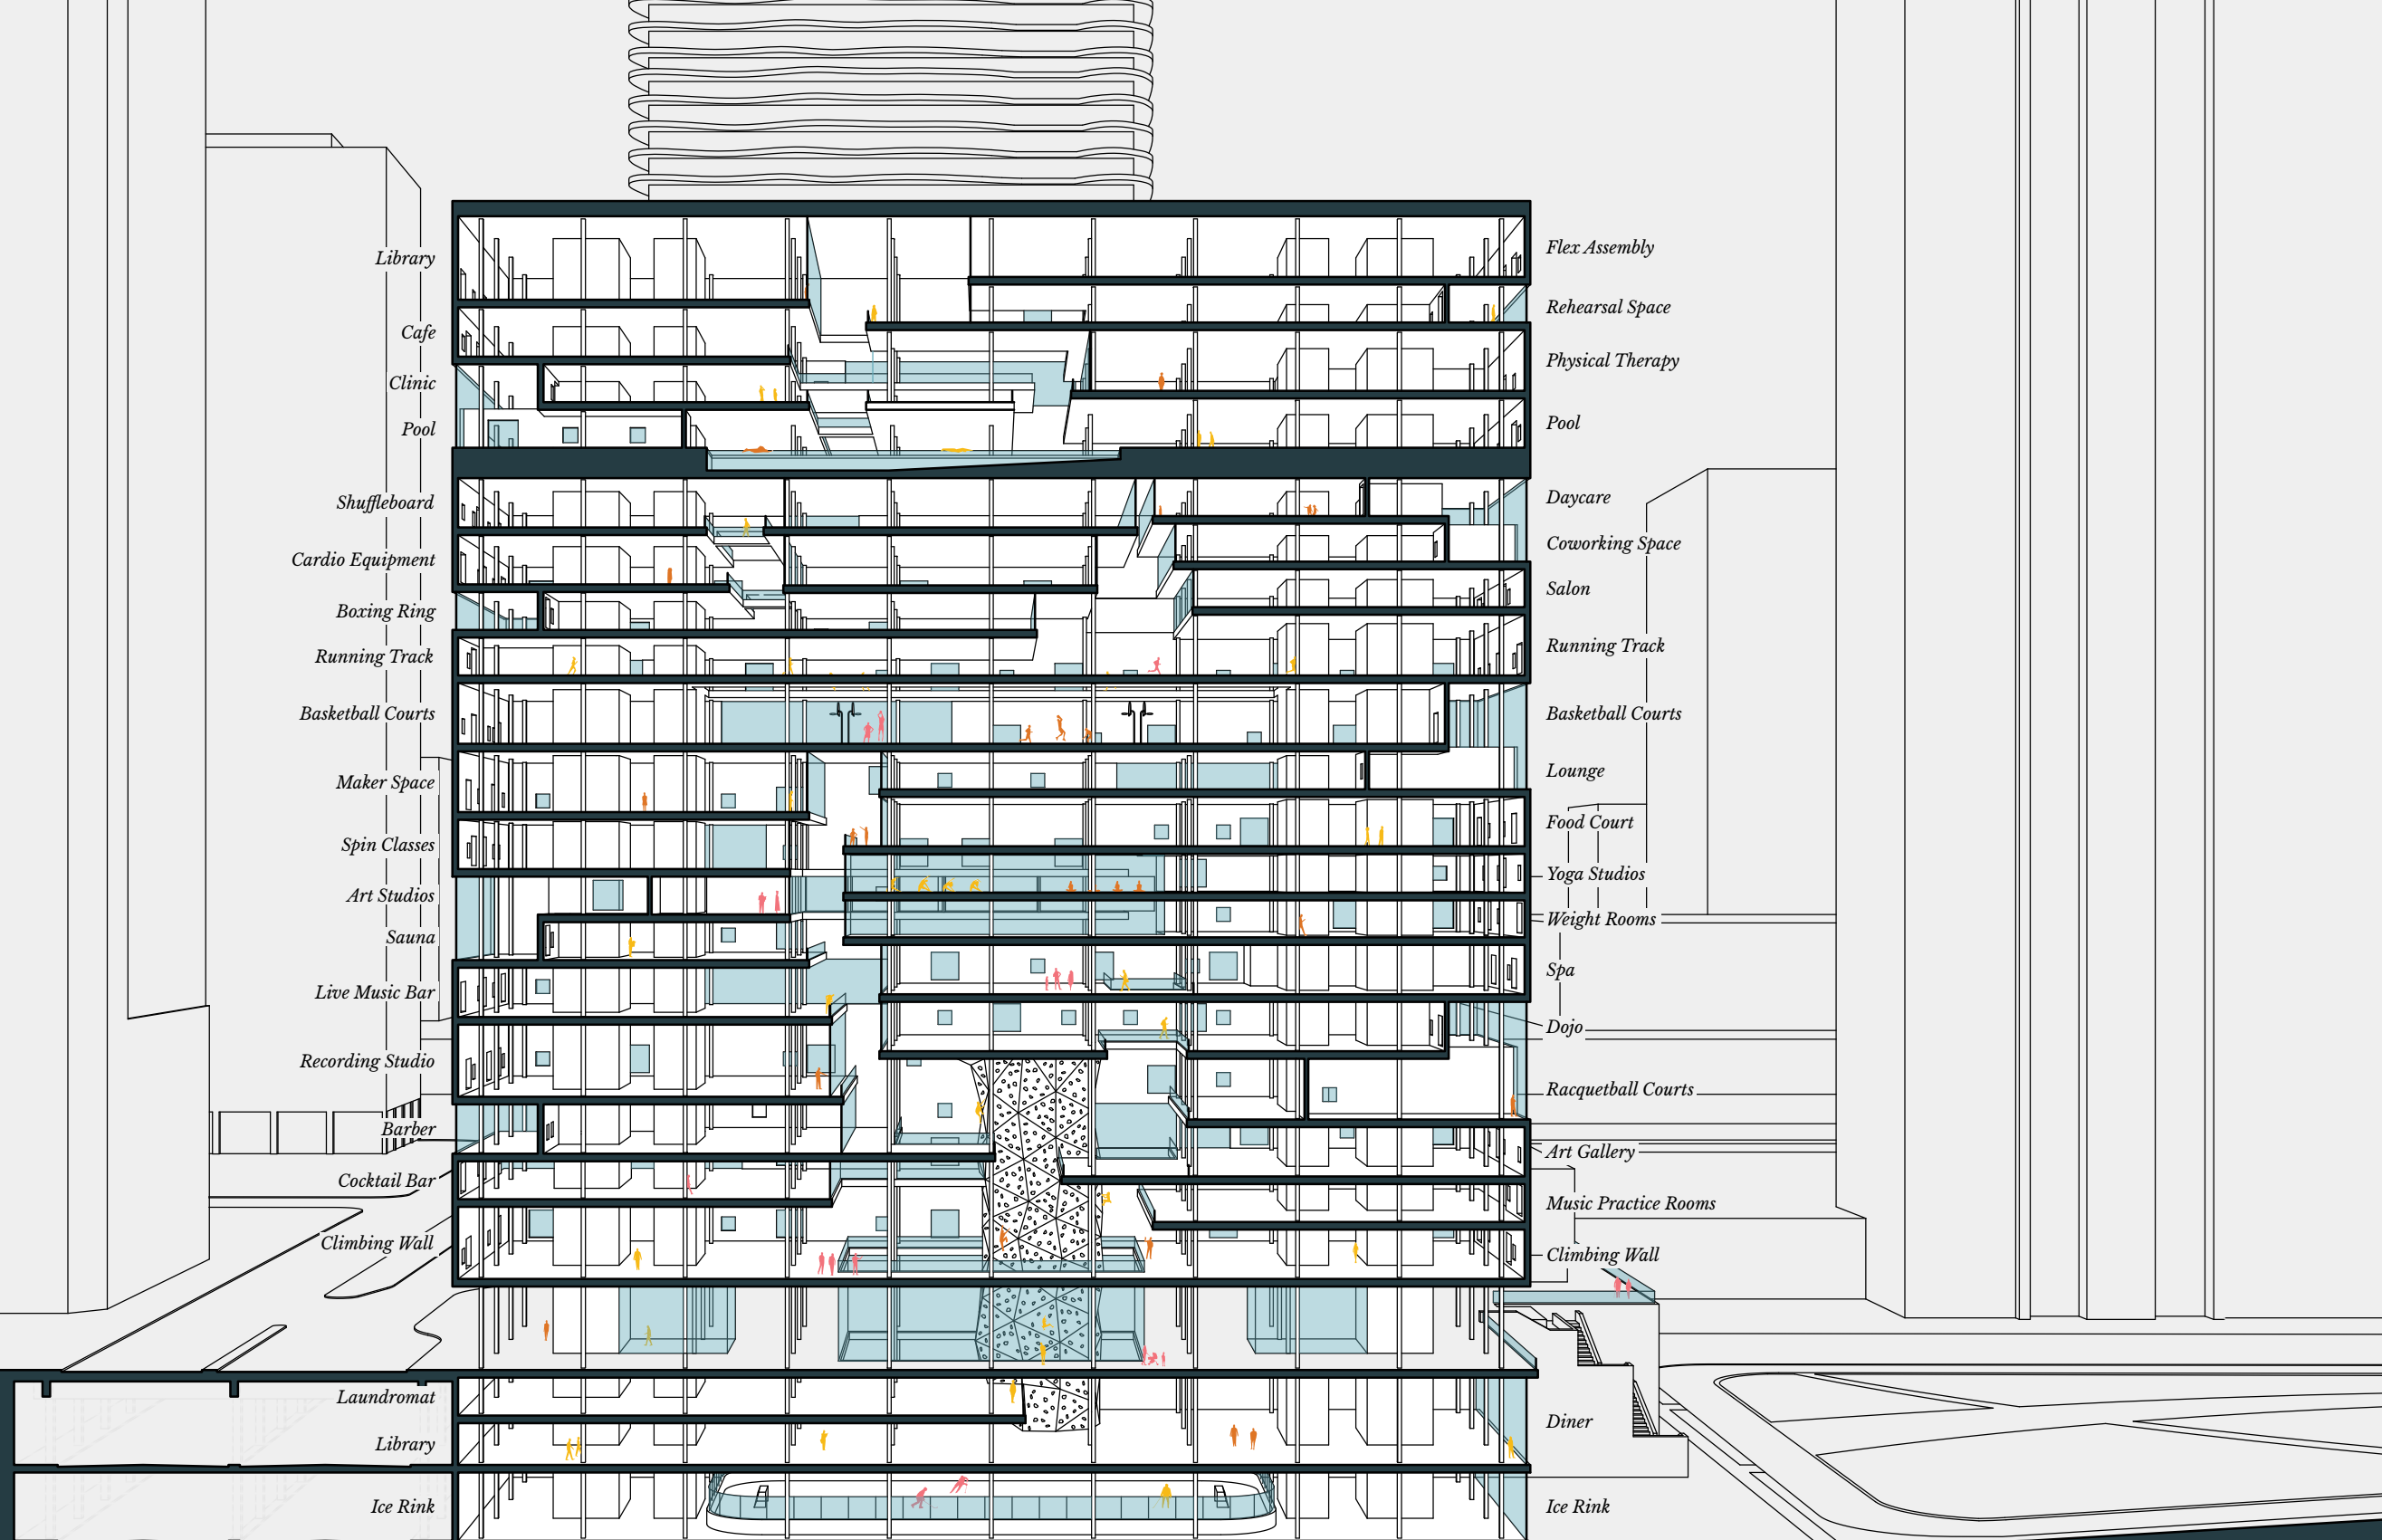 Library
Cafe
Clinic
Pool
Shuffleboard
Cardio Equipment
Boxing Ring
Running Track
Basketball Courts
Maker Space
Spin Classes
Art Studios
Sauna
Live Music Bar
Recording Studio
Barber
Cocktail Bar
Climbing Wall
Laundromat
Library
Ice Rink
Flex Assembly
Rehearsal Space
Physical Therapy
Pool
Daycare
Coworking Space
Salon
Running Track
Basketball Courts
Lounge
Food Court
Yoga Studios
Weight Rooms
Spa
Dojo
Racquetball Courts
Art Gallery
Music Practice Rooms
Climbing Wall
Diner
Ice Rink